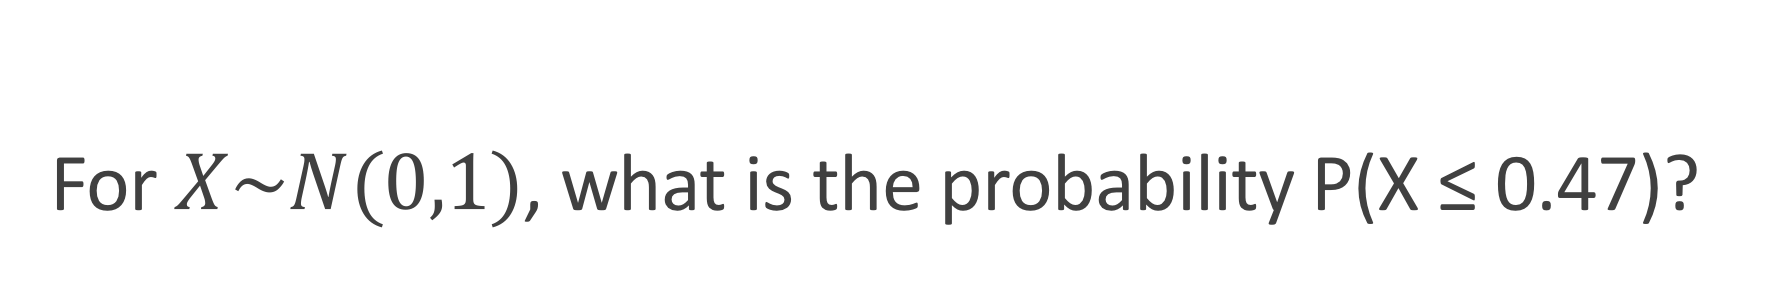 For X~N(0,1), what is the probability P(X ≤ 0.47)?